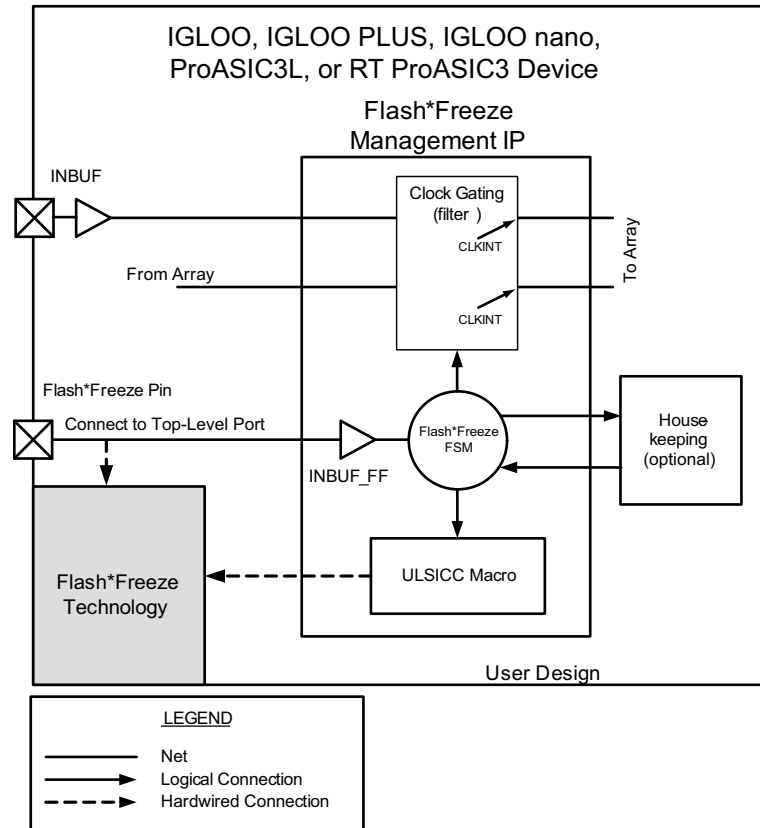 IGLOO, IGLOO PLUS, IGLOO nano,
ProASIC3L, or RT ProASIC3 Device
Flash*Freeze
Management IP
INBUF
Clock Gating
(filter )
CLKINT
To Array
From Array
CLKINT
Flash*Freeze Pin
Connect to Top-Level Port
Flash*Freeze
FSM
House
keeping
(optional)
INBUF_FF
Flash*Freeze
Technology
ULSICC Macro
User Design
LEGEND
Net
Logical Connection
Hardwired Connection